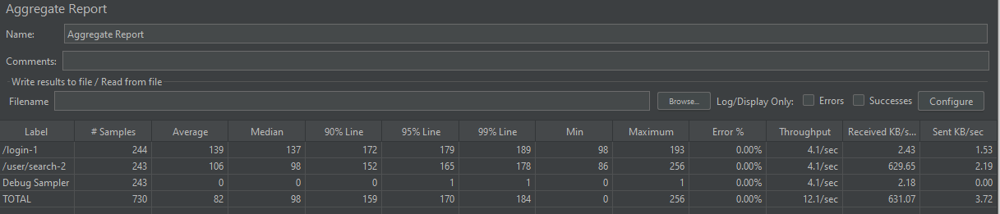 Aggregate Report
Name: Aggregate Report
Comments:
Write results to file / Read from file
Filename Browse... Log/Display Only: Errors Successes Configure
Label # Samples Average Median 90% Line 95% Line 99% Line Min Maximum Error % Throughput Received KB/s... Sent KB/sec
/login-1 244 139 137 172 179 189 98 193 0.00% 4.1/sec 2.43 1.53
/user/search-2 243 106 98 152 165 178 86 256 0.00% 4.1/sec 629.65 2.19
Debug Sampler 243 0 0 0 1 1 0 1 0.00% 4.1/sec 2.18 0.00
TOTAL 730 82 98 159 170 184 0 256 0.00% 12.1/sec 631.07 3.72